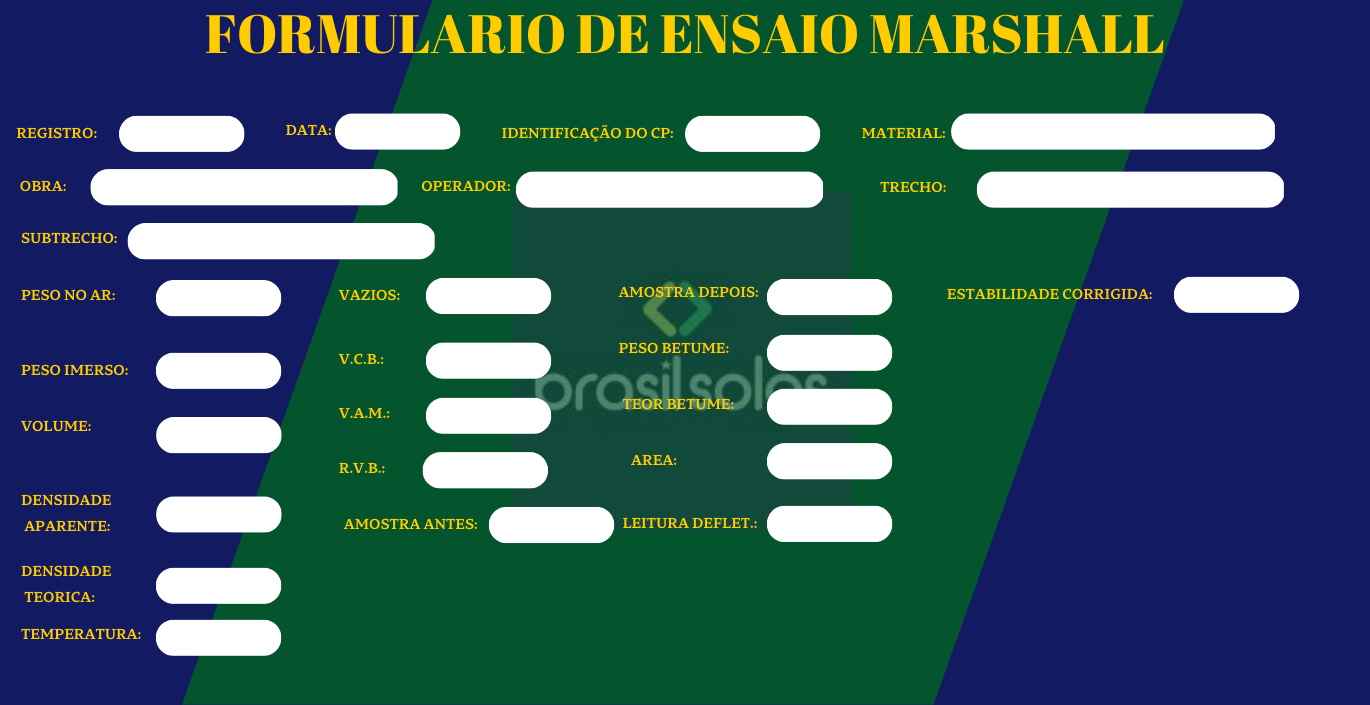 FORMULARIO DE ENSAIO MARSHALL
REGISTRO:
DATA:
IDENTIFICAÇÃO DO CP:
MATERIAL:
OBRA:
OPERADOR:
TRECHO:
SUBTRECHO:
PESO NO AR:
VAZIOS:
AMOSTRA DEPOIS:
ESTABILIDADE CORRIGIDA:
PESO IMERSO:
V.C.B.:
PESO BETUME:
brasilsolos
VOLUME:
V.A.M.:
TEOR BETUME:
R.V.B.:
AREA:
DENSIDADE
APARENTE:
AMOSTRA ANTES:
LEITURA DEFLET.:
DENSIDADE
TEORICA:
TEMPERATURA: